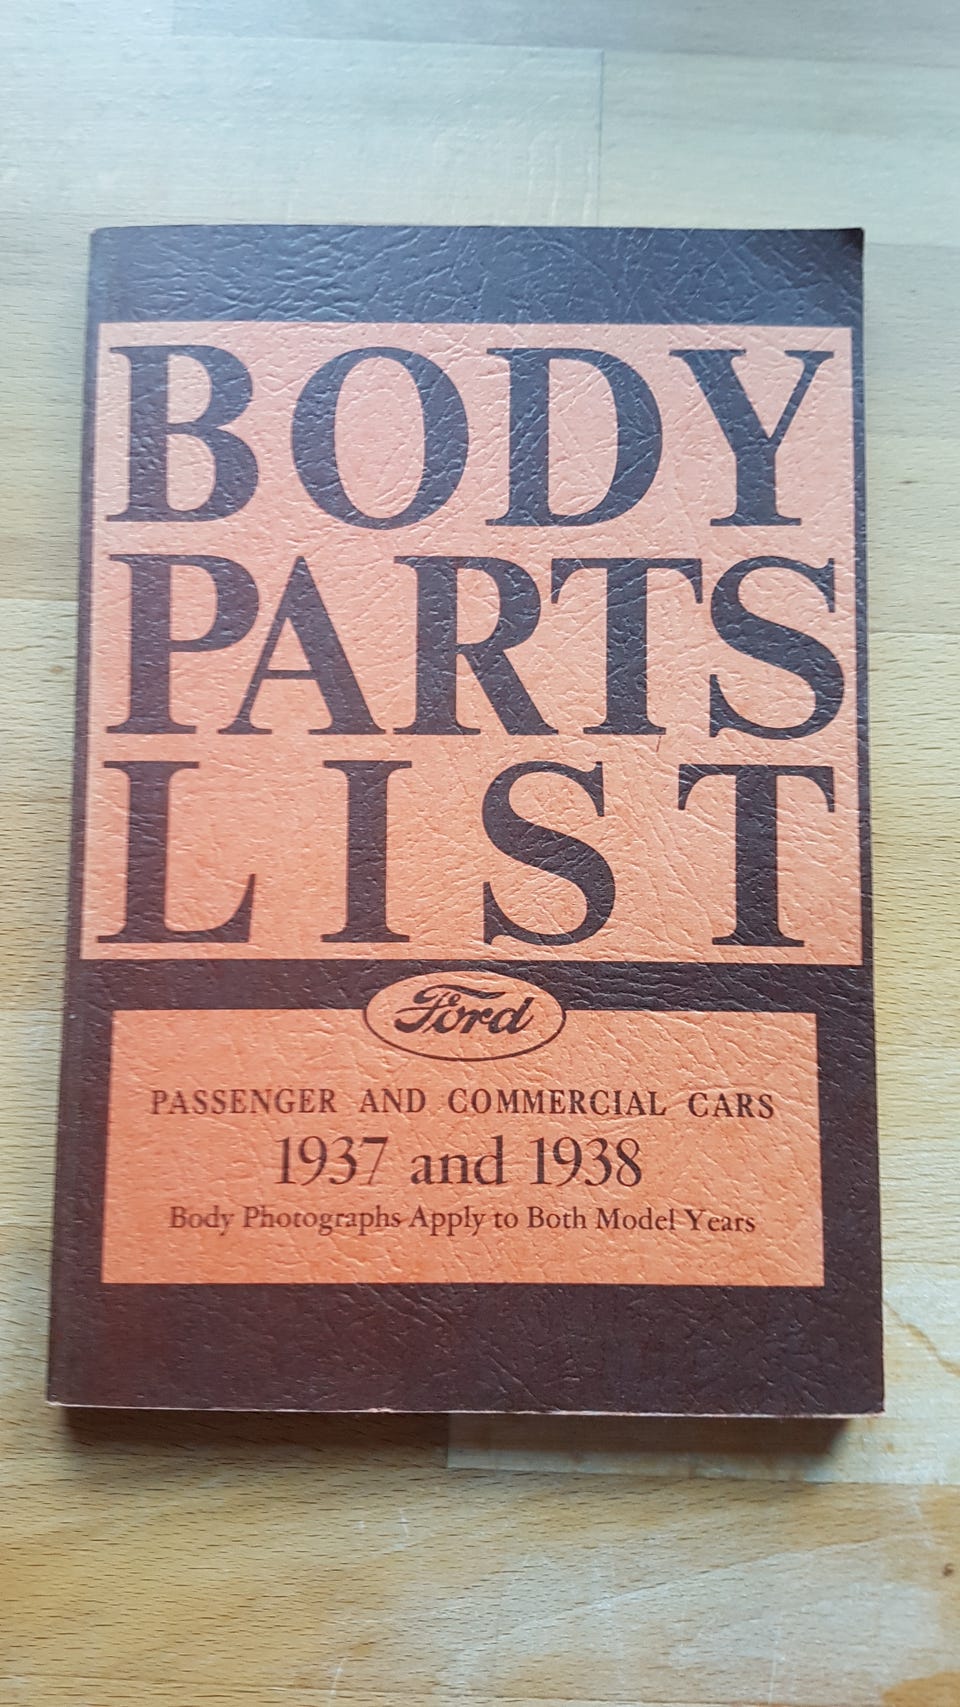 BODY
PARTS
LIST
Ford
PASSENGER AND COMMERCIAL CARS
1937 and 1938
Body Photographs Apply to Both Model Years